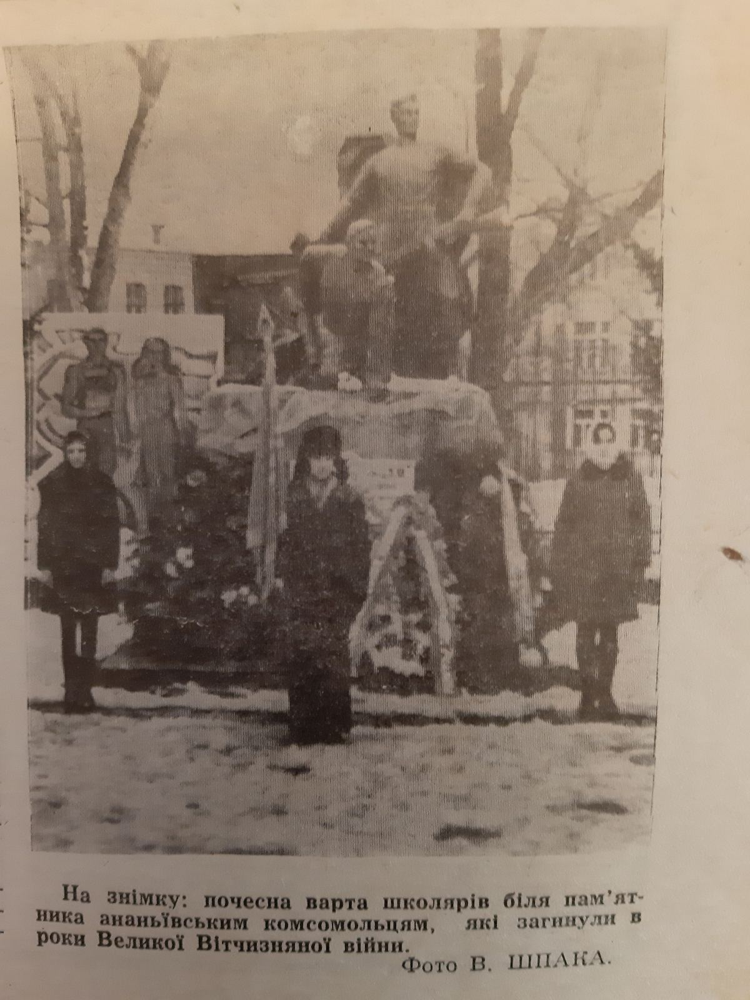 На знімку: почесна варта школярів біля пам'ят-
ника ананьївським комсомольцям, які загинули в
роки Великої Вітчизняної війни.
Фото В. ШПАКА.